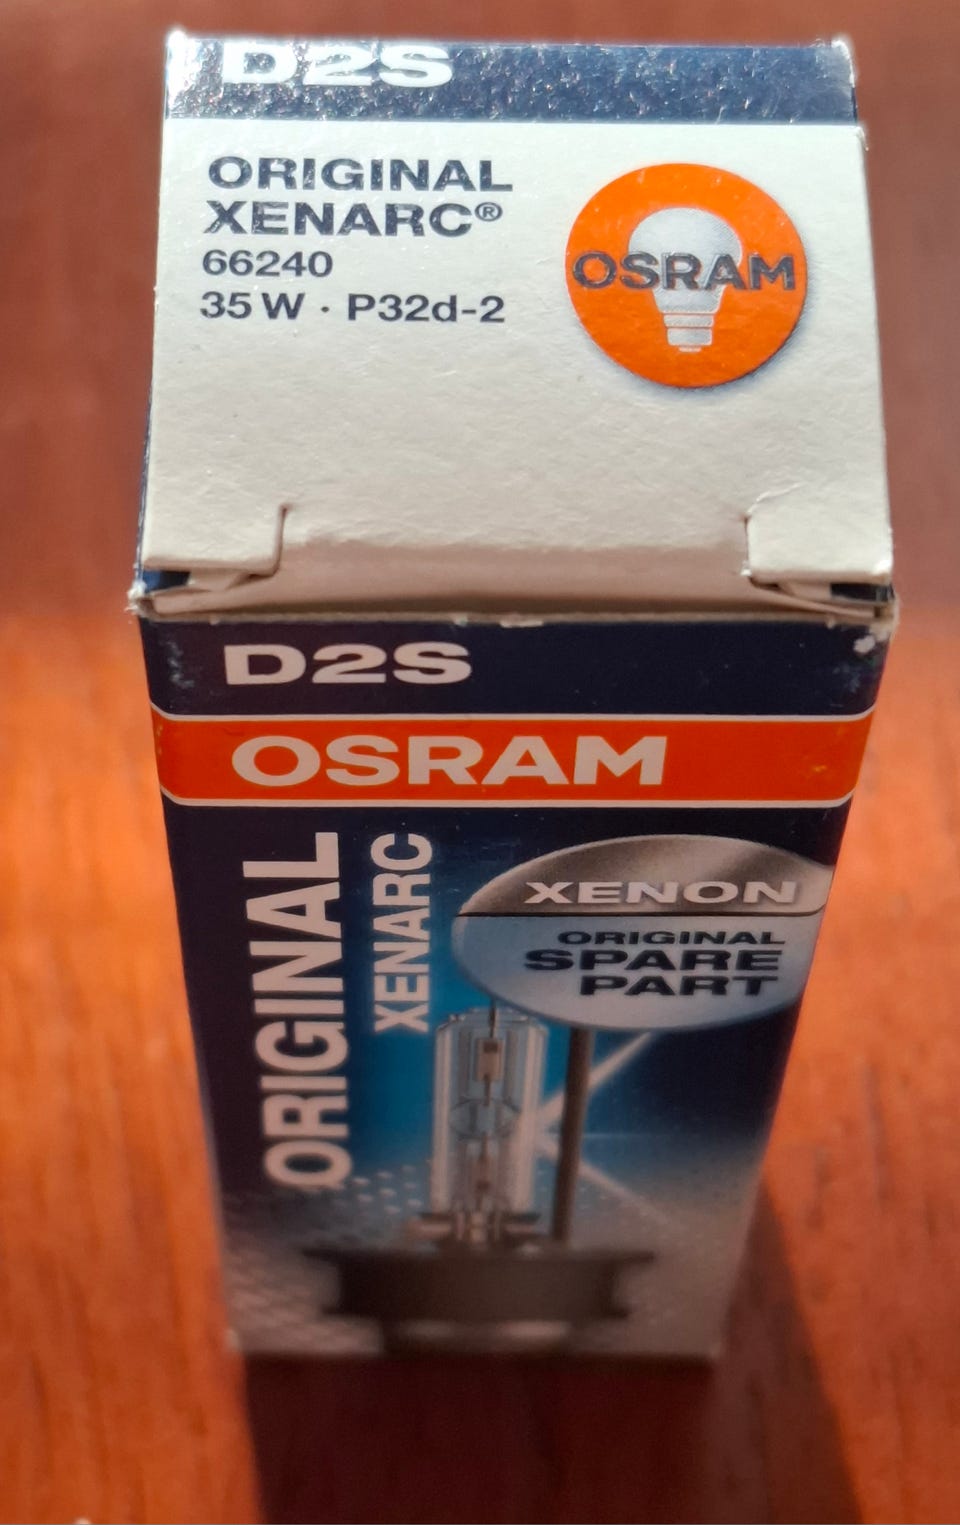 D2S
ORIGINAL
XENARC®
66240
35 W · P32d-2
OSRAM
D2S
OSRAM
ORIGINAL
XENARC
XENON
ORIGINAL
SPARE
PART